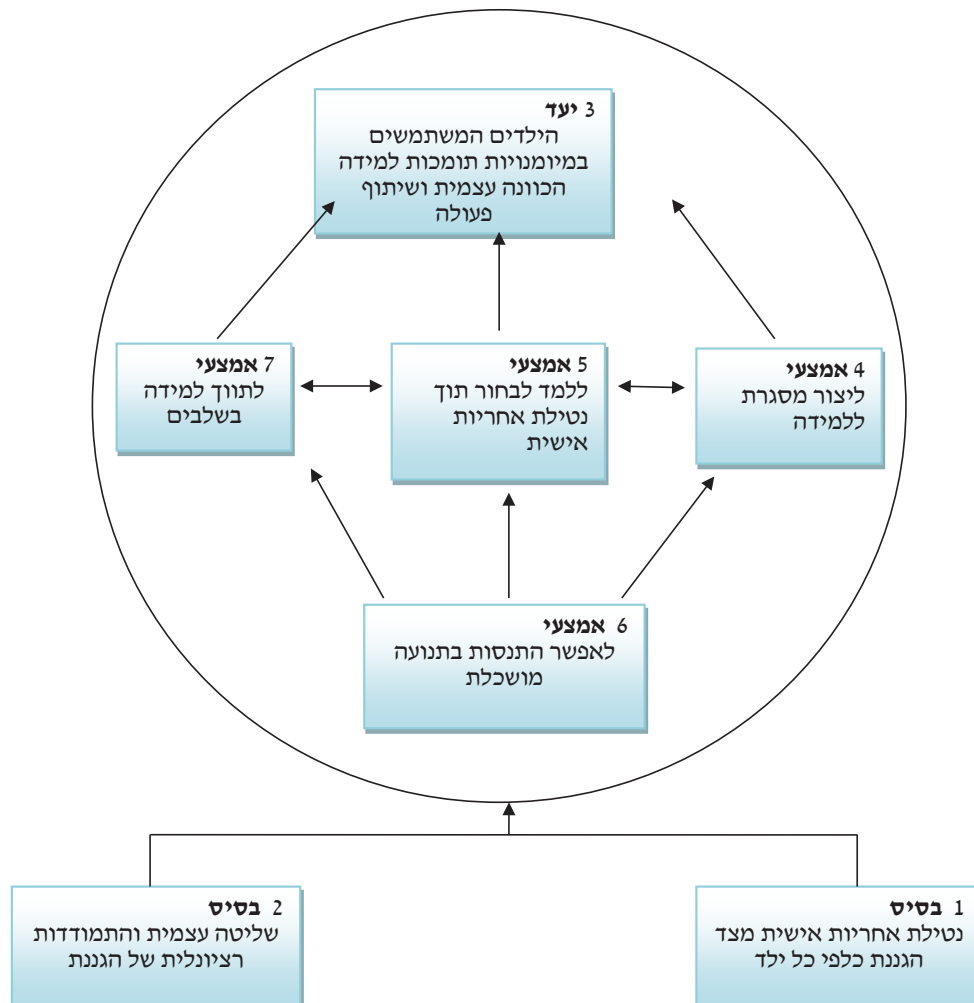 3 יעד
הילדים המשתמשים
במיומנויות תומכות למידה
הכוונה עצמית ושיתוף
פעולה
4 אמצעי
ליצור מסגרת
ללמידה
5 אמצעי
ללמד לבחור תוך
נטילת אחריות
אישית
7 אמצעי
לתווך למידה
בשלבים
6 אמצעי
לאפשר התנסות בתנועה
מושכלת
1 בסיס
נטילת אחריות אישית מצד
הגננת כלפי כל ילד
2 בסיס
שליטה עצמית והתמודדות
רציונלית של הגננת